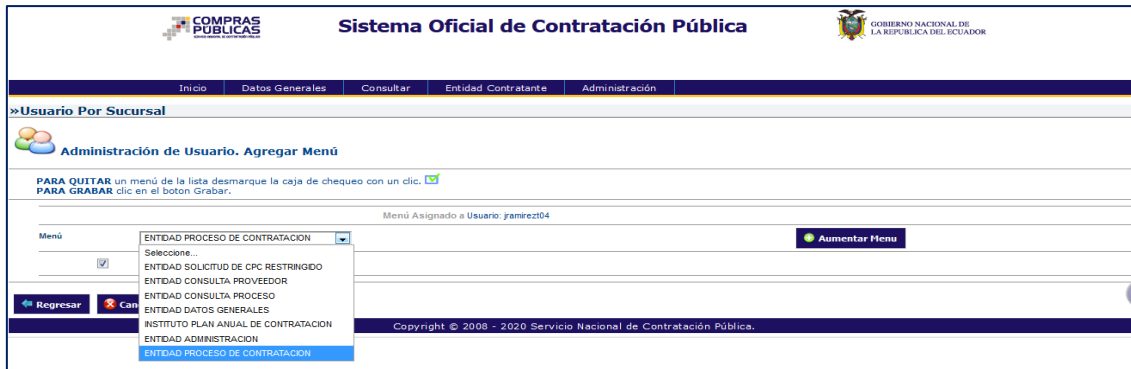 COMPRAS
PÚBLICAS
Sistema Oficial de Contratación Pública
GOBIERNO NACIONAL DE
LA REPUBLICA DEL ECUADOR
Inicio Datos Generales Consultar Entidad Contratante Administración
»Usuario Por Sucursal
Administración de Usuario. Agregar Menú
PARA QUITAR un menú de la lista desmarque la caja de chequeo con un clic.
PARA GRABAR clic en el boton Grabar.
Menú Asignado a Usuario: jramirezt04
Menú ENTIDAD PROCESO DE CONTRATACION Aumentar Menu
Seleccione...
ENTIDAD SOLICITUD DE CPC RESTRINGIDO
ENTIDAD CONSULTA PROVEEDOR
ENTIDAD CONSULTA PROCESO
ENTIDAD DATOS GENERALES
INSTITUTO PLAN ANUAL DE CONTRATACION
ENTIDAD ADMINISTRACION
ENTIDAD PROCESO DE CONTRATACION
Regresar Can
Copyright © 2008 - 2020 Servicio Nacional de Contratación Pública.